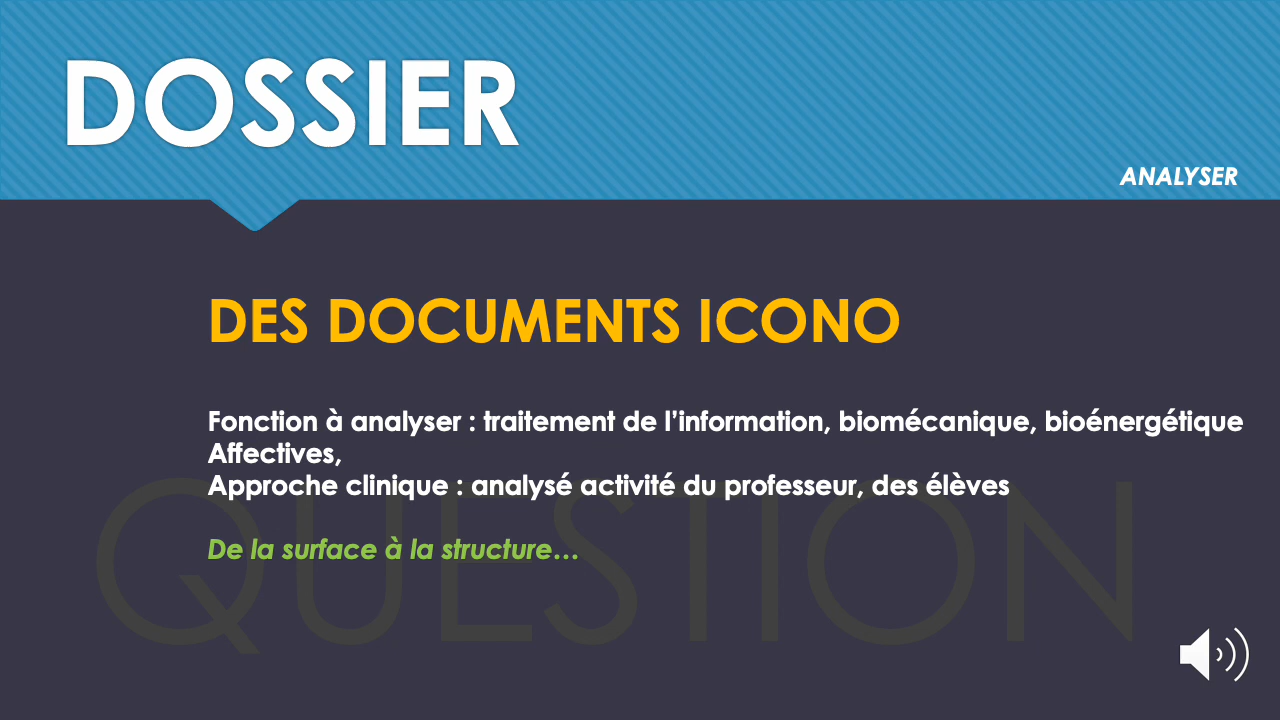 DOSSIER
ANALYSER
DES DOCUMENTS ICONO
Fonction à analyser : traitement de l’information, biomécanique, bioénergétique
Affectives,
Approche clinique : analysé activité du professeur, des élèves
De la surface à la structure…
QUESTION